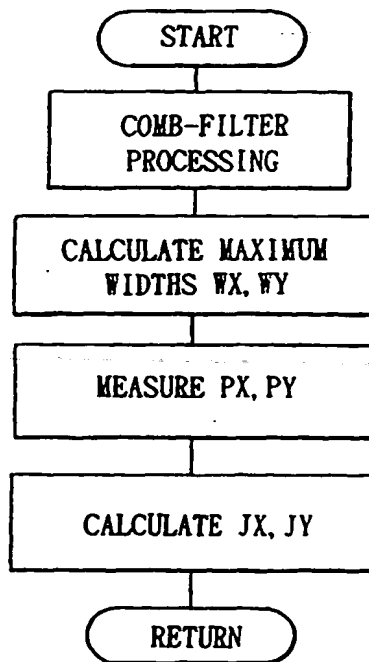 START
COMB-FILTER
PROCESSING
CALCULATE MAXIMUM
WIDTHS WX, WY
MEASURE PX, PY
CALCULATE JX, JY
RETURN